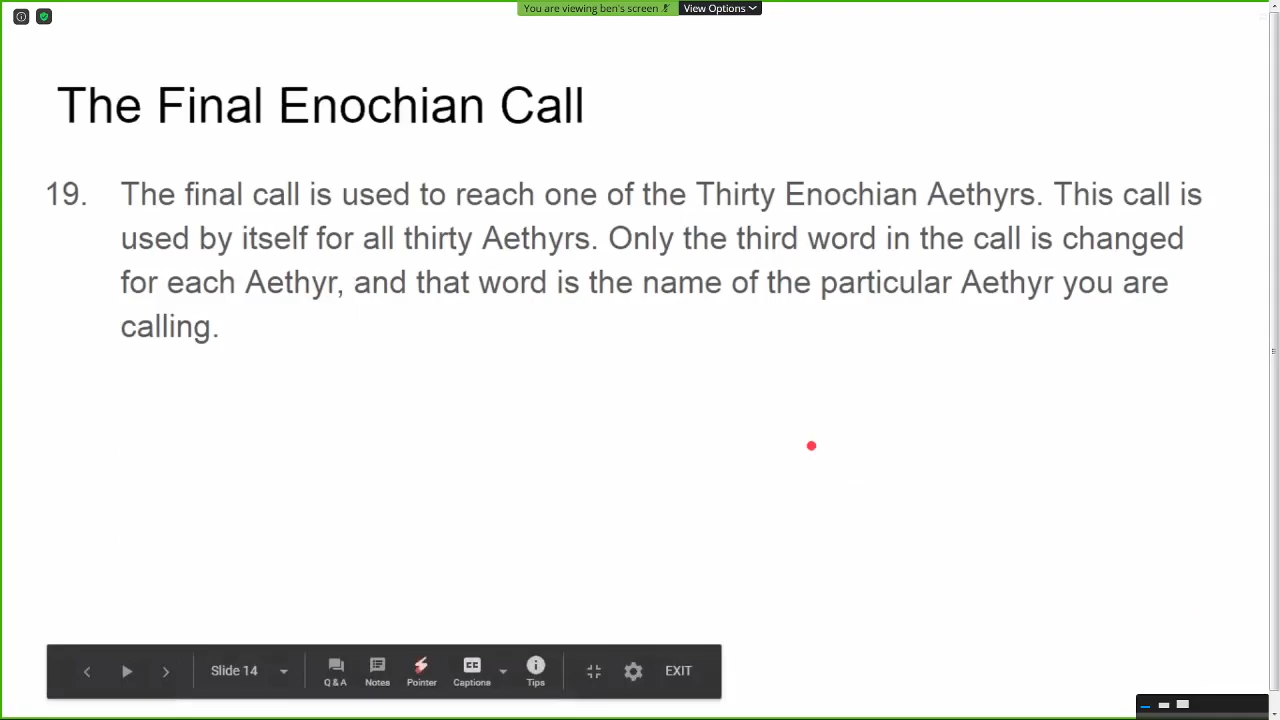 You are viewing ben's screen
View Options
The Final Enochian Call
19. The final call is used to reach one of the Thirty Enochian Aethyrs. This call is
used by itself for all thirty Aethyrs. Only the third word in the call is changed
for each Aethyr, and that word is the name of the particular Aethyr you are
calling.
Slide 14
Q & A
Notes
Pointer
CC
Captions
Tips
EXIT